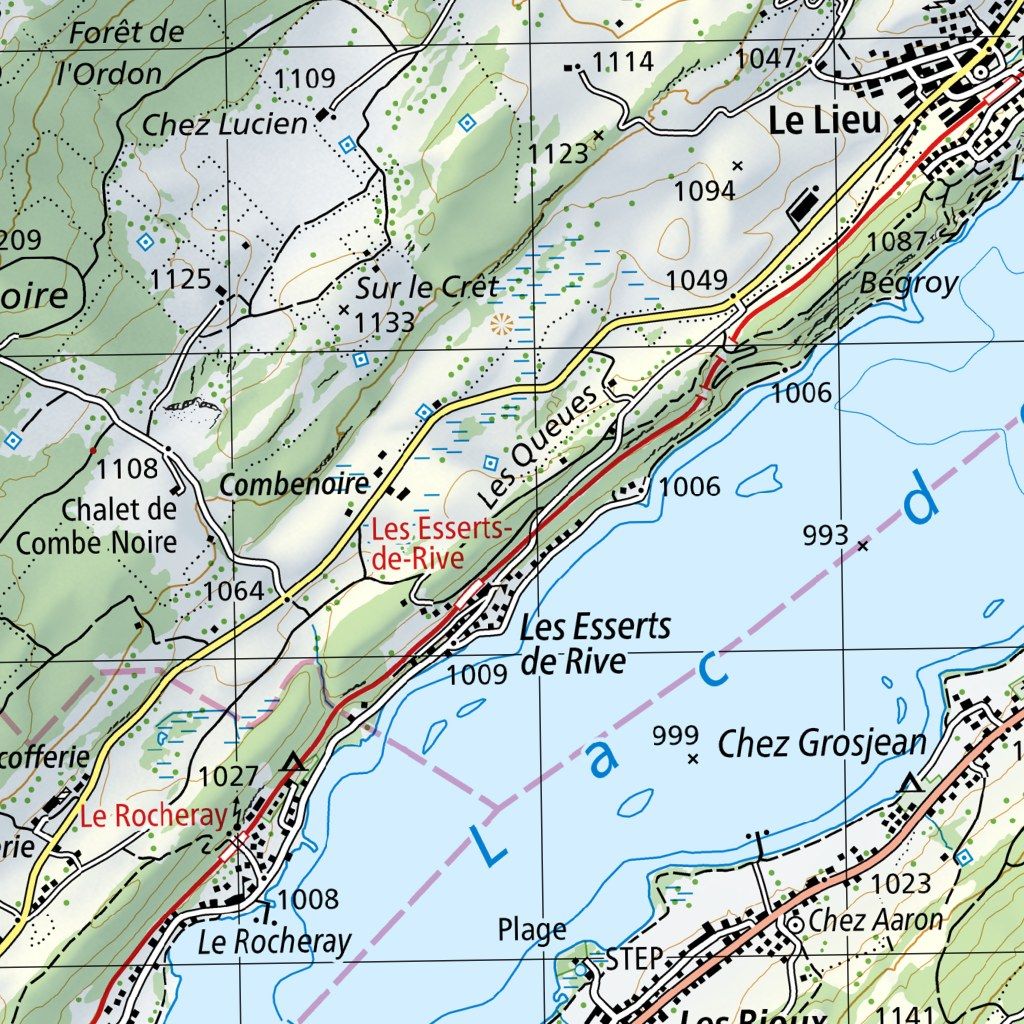 Forêt de
l'Ordon
1109
1114
1047
Chez Lucien
Le Lieu
1123
1094
209
oire
1125
1087
Sur le Crêt
1049
Bégroy
1133
1006
Les Queues
1108
Combenoire
1006
Chalet de
Combe Noire
Les Esserts-
de-Rive
993
d
1064
Les Esserts
de Rive
1009
c
999
Chez Grosjean
a
cofferie
1027
Le Rocheray
L
erie
1008
1023
Le Rocheray
Plage
Chez Aaron
STEP
Les Bioux
1141